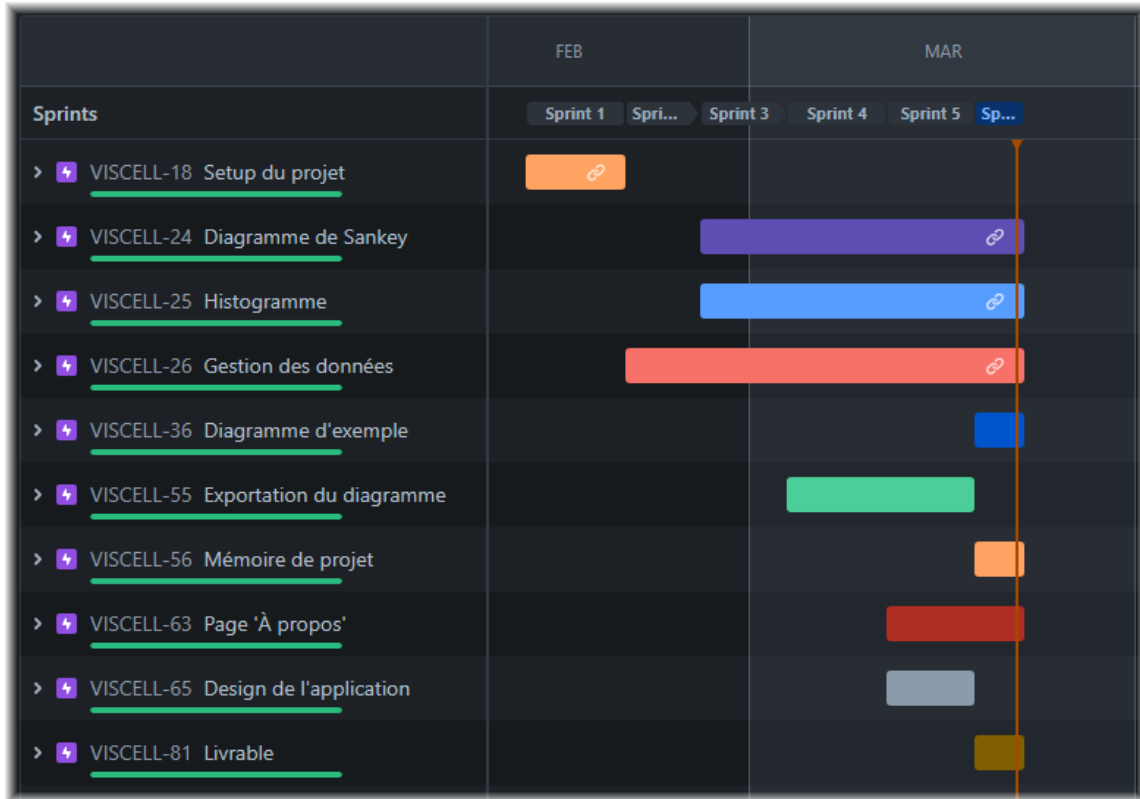 FEB MAR
Sprints Sprint 1 Spri... Sprint 3 Sprint 4 Sprint 5 Sp...
VISCELL-18 Setup du projet
VISCELL-24 Diagramme de Sankey
VISCELL-25 Histogramme
VISCELL-26 Gestion des données
VISCELL-36 Diagramme d'exemple
VISCELL-55 Exportation du diagramme
VISCELL-56 Mémoire de projet
VISCELL-63 Page 'À propos'
VISCELL-65 Design de l'application
VISCELL-81 Livrable